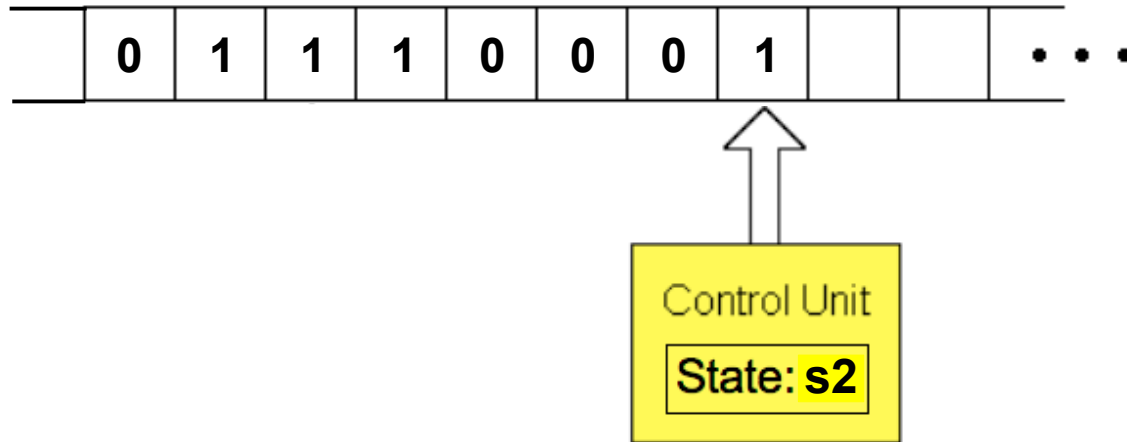 0 1 1 1 0 0 0 1 • • •
Control Unit
State: s2